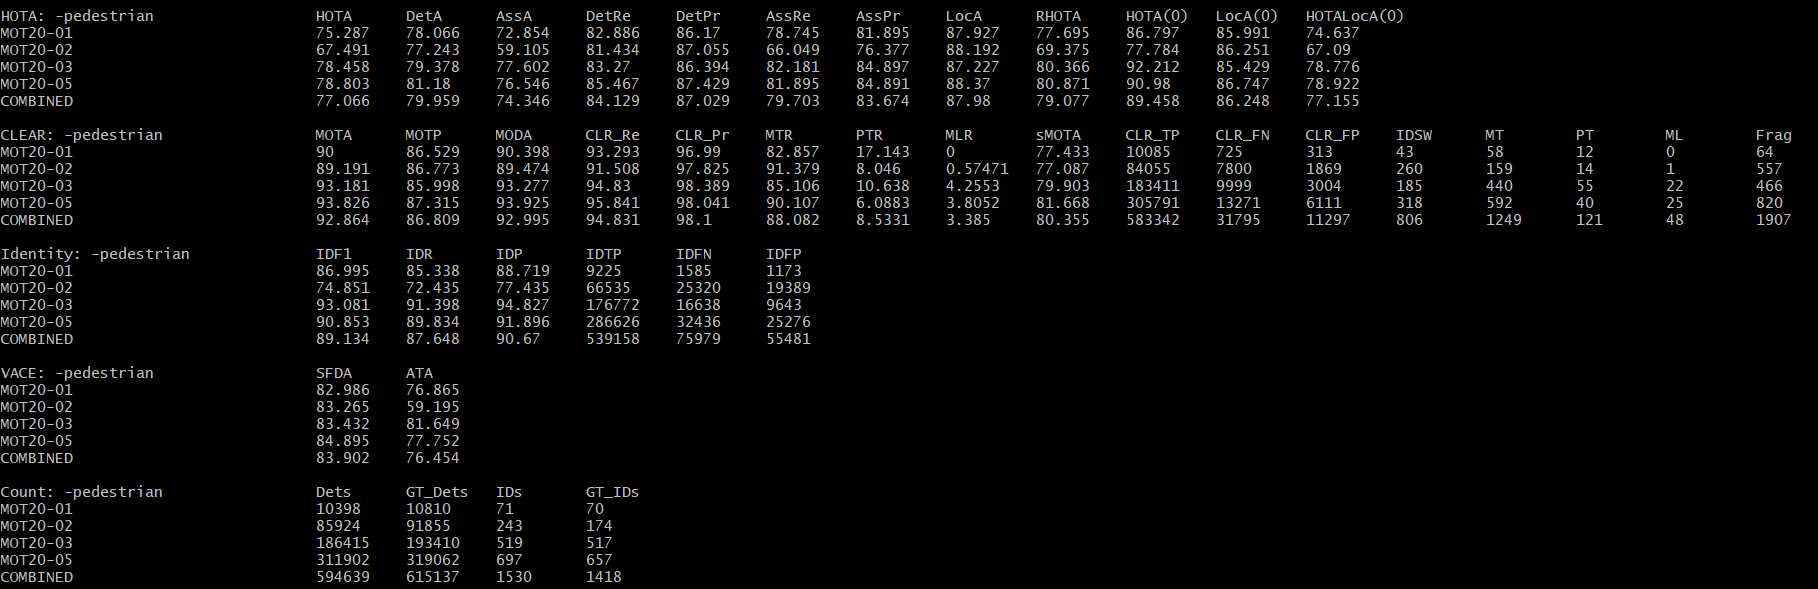 HOTA: -pedestrian HOTA DetA AssA DetRe DetPr AssRe AssPr LocA RHOTA HOTA(0) LocA(0) HOTALocA(0)
MOT20-01 75.287 78.066 72.854 82.886 86.17 78.745 81.895 87.927 77.695 86.797 85.991 74.637
MOT20-02 67.491 77.243 59.105 81.434 87.055 66.049 76.377 88.192 69.375 77.784 86.251 67.09
MOT20-03 78.458 79.378 77.602 83.27 86.394 82.181 84.897 87.227 80.366 92.212 85.429 78.776
MOT20-05 78.803 81.18 76.546 85.467 87.429 81.895 84.891 88.37 80.871 90.98 86.747 78.922
COMBINED 77.066 79.959 74.346 84.129 87.029 79.703 83.674 87.98 79.077 89.458 86.248 77.155
CLEAR: -pedestrian MOTA MOTP MODA CLR_Re CLR_Pr MTR PTR MLR sMOTA CLR_TP CLR_FN CLR_FP IDSW MT PT ML Frag
MOT20-01 90 86.529 90.398 93.293 96.99 82.857 17.143 0 77.433 10085 725 313 43 58 12 0 64
MOT20-02 89.191 86.773 89.474 91.508 97.825 91.379 8.046 0.57471 77.087 84055 7800 1869 260 159 14 1 557
MOT20-03 93.181 85.998 93.277 94.83 98.389 85.106 10.638 4.2553 79.903 183411 9999 3004 185 440 55 22 466
MOT20-05 93.826 87.315 93.925 95.841 98.041 90.107 6.0883 3.8052 81.668 305791 13271 6111 318 592 40 25 820
COMBINED 92.864 86.809 92.995 94.831 98.1 88.082 8.5331 3.385 80.355 583342 31795 11297 806 1249 121 48 1907
Identity: -pedestrian IDF1 IDR IDP IDTP IDFN IDFP
MOT20-01 86.995 85.338 88.719 9225 1585 1173
MOT20-02 74.851 72.435 77.435 66535 25320 19389
MOT20-03 93.081 91.398 94.827 176772 16638 9643
MOT20-05 90.853 89.834 91.896 286626 32436 25276
COMBINED 89.134 87.648 90.67 539158 75979 55481
VACE: -pedestrian SFDA ATA
MOT20-01 82.986 76.865
MOT20-02 83.265 59.195
MOT20-03 83.432 81.649
MOT20-05 84.895 77.752
COMBINED 83.902 76.454
Count: -pedestrian Dets GT_Dets IDs GT_IDs
MOT20-01 10398 10810 71 70
MOT20-02 85924 91855 243 174
MOT20-03 186415 193410 519 517
MOT20-05 311902 319062 697 657
COMBINED 594639 615137 1530 1418